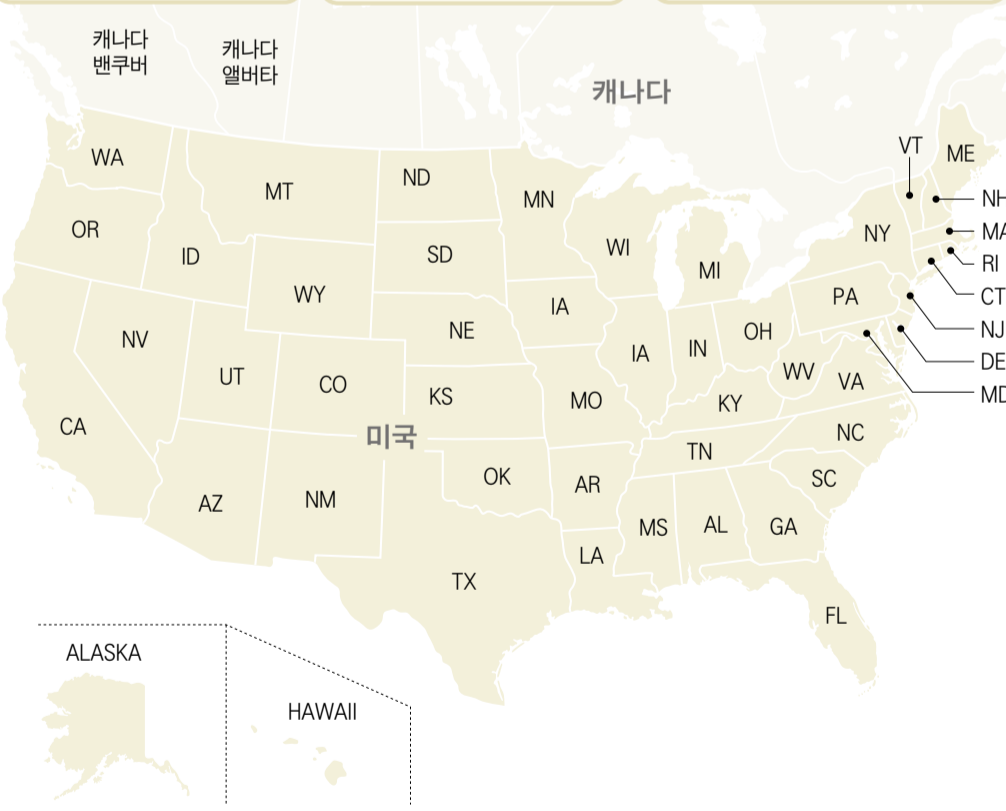 캐나다
밴쿠버
캐나다
앨버타
캐나다
VT
ME
WA
MT
ND
MN
NH
OR
ID
SD
WI
MI
NY
MA
RI
WY
IA
PA
CT
NV
NE
OH
NJ
UT
CO
KS
IA
IN
WV
VA
DE
MD
CA
MO
KY
미국
NC
TN
AZ
NM
OK
AR
SC
MS
AL
GA
LA
TX
FL
ALASKA
HAWAII